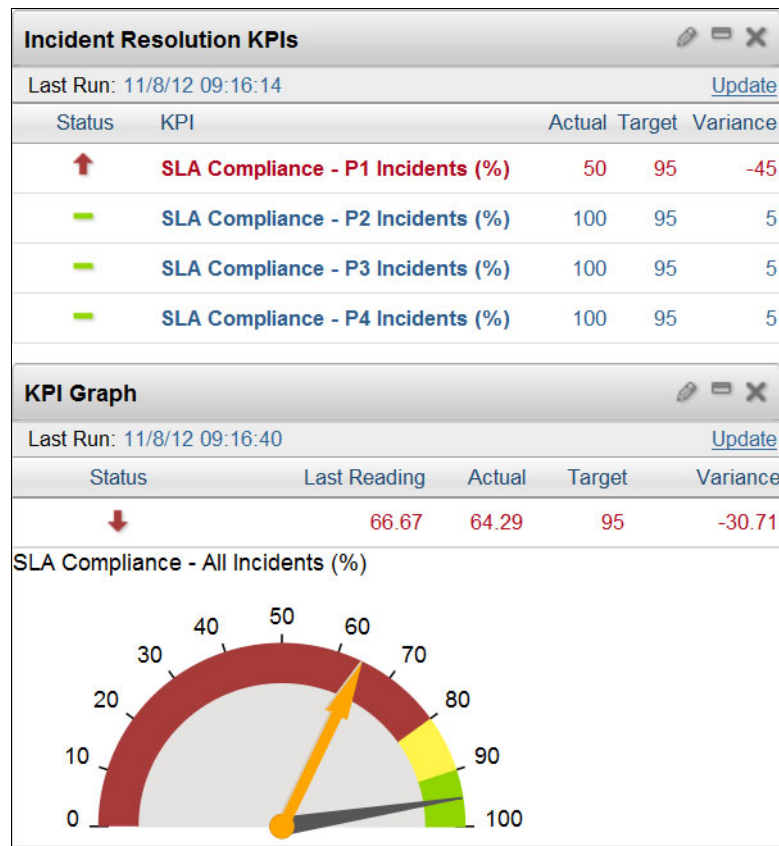 Incident Resolution KPIs
Last Run: 11/8/12 09:16:14 Update
Status KPI Actual Target Variance
SLA Compliance - P1 Incidents (%) 50 95 -45
SLA Compliance - P2 Incidents (%) 100 95 5
SLA Compliance - P3 Incidents (%) 100 95 5
SLA Compliance - P4 Incidents (%) 100 95 5
KPI Graph
Last Run: 11/8/12 09:16:40 Update
Status Last Reading Actual Target Variance
66.67 64.29 95 -30.71
SLA Compliance - All Incidents (%)
0
10
20
30
40
50
60
70
80
90
100